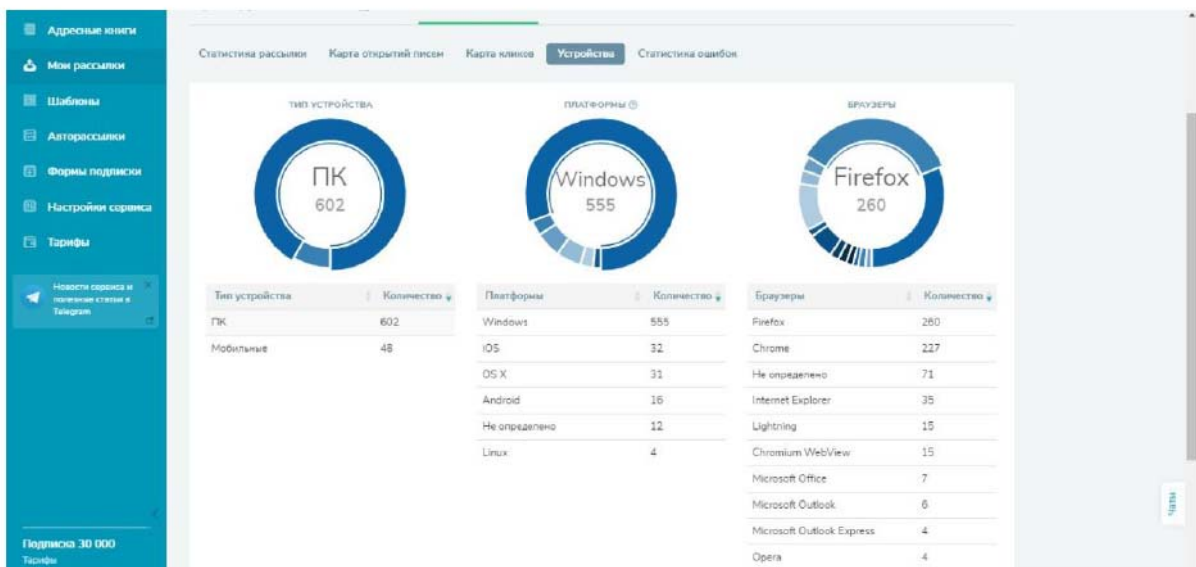 Адресные книги
Мои рассылки
Шаблоны
Авторассылки
Формы подписки
Настройки сервиса
Тарифы
Новости сервиса и
полезные статьи в
Telegram
Подписка 30 000
Тарифы
Статистика рассылки Карта открытий писем Карта кликов Устройства Статистика ошибок
ТИП УСТРОЙСТВА
ПК
602
Тип устройства Количество
ПК 602
Мобильные 48
ПЛАТФОРМЫ
Windows
555
Платформы Количество
Windows 555
iOS 32
OS X 31
Android 16
Не определено 12
Linux 4
БРАУЗЕРЫ
Firefox
260
Браузеры Количество
Firefox 260
Chrome 227
Не определено 71
Internet Explorer 35
Lightning 15
Chromium WebView 15
Microsoft Office 7
Microsoft Outlook 6
Microsoft Outlook Express 4
Opera 4